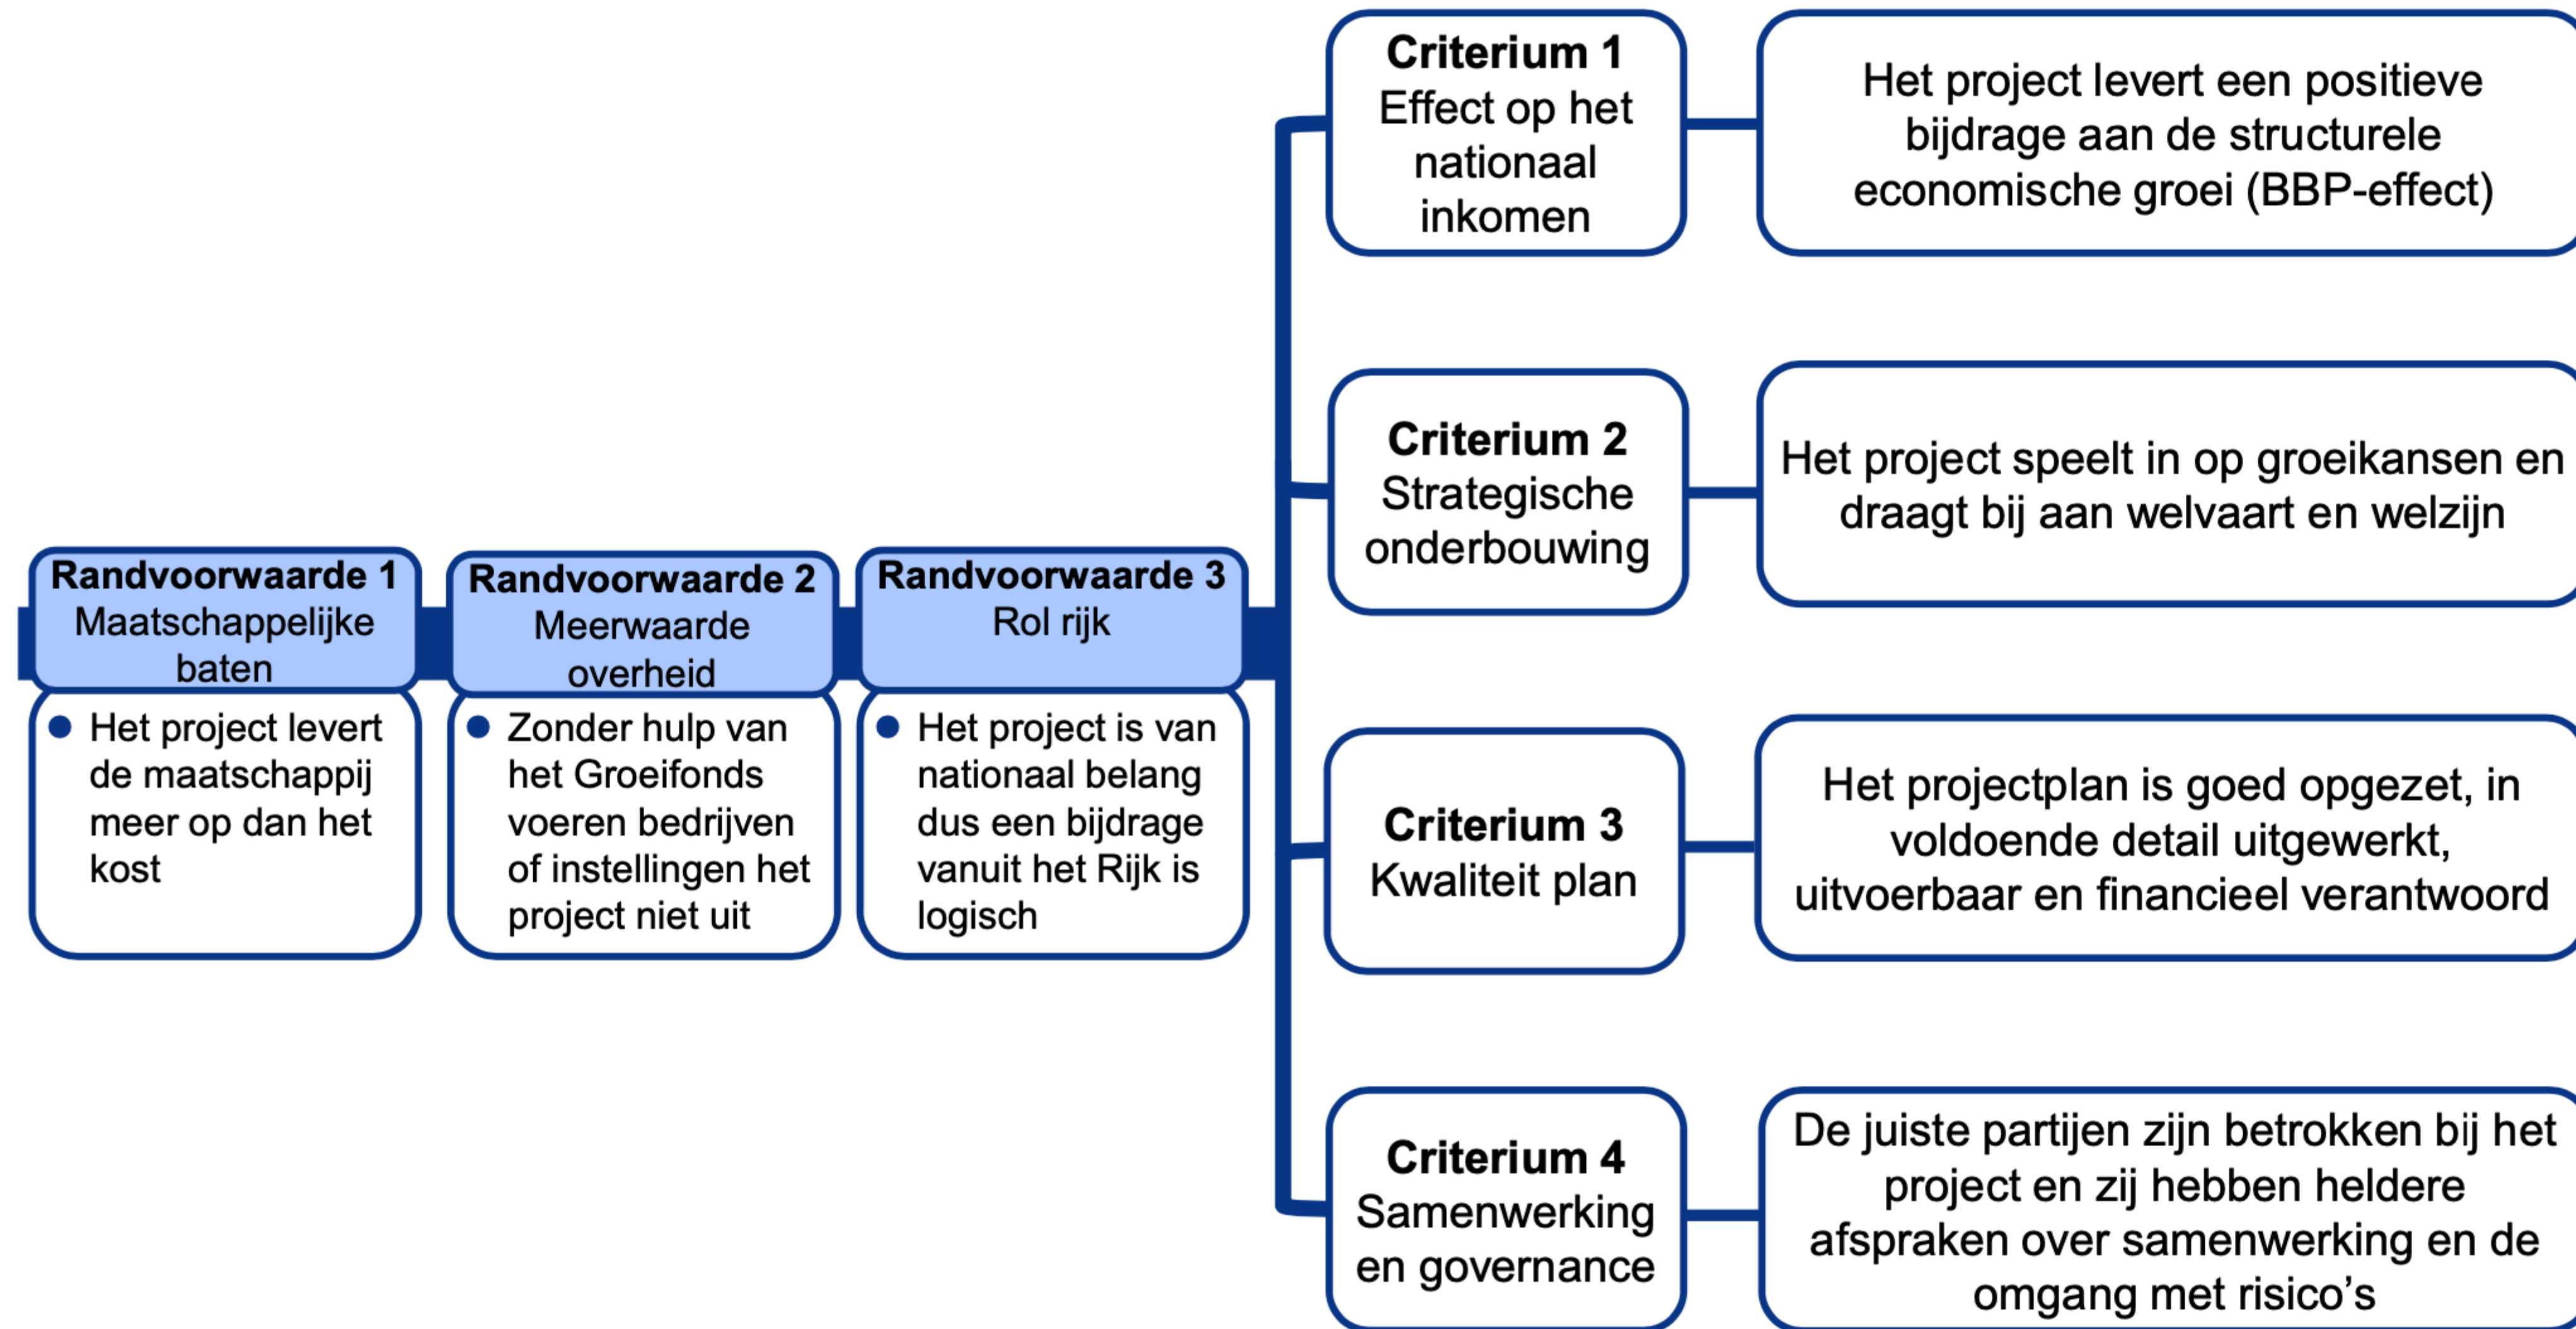 Randvoorwaarde 1
Maatschappelijke
baten
● Het project levert
de maatschappij
meer op dan het
kost
Randvoorwaarde 2
Meerwaarde
overheid
● Zonder hulp van
het Groeifonds
voeren bedrijven
of instellingen het
project niet uit
Randvoorwaarde 3
Rol rijk
● Het project is van
nationaal belang
dus een bijdrage
vanuit het Rijk is
logisch
Criterium 1
Effect op het
nationaal
inkomen
Het project levert een positieve
bijdrage aan de structurele
economische groei (BBP-effect)
Criterium 2
Strategische
onderbouwing
Het project speelt in op groeikansen en
draagt bij aan welvaart en welzijn
Criterium 3
Kwaliteit plan
Het projectplan is goed opgezet, in
voldoende detail uitgewerkt,
uitvoerbaar en financieel verantwoord
Criterium 4
Samenwerking
en governance
De juiste partijen zijn betrokken bij het
project en zij hebben heldere
afspraken over samenwerking en de
omgang met risico’s